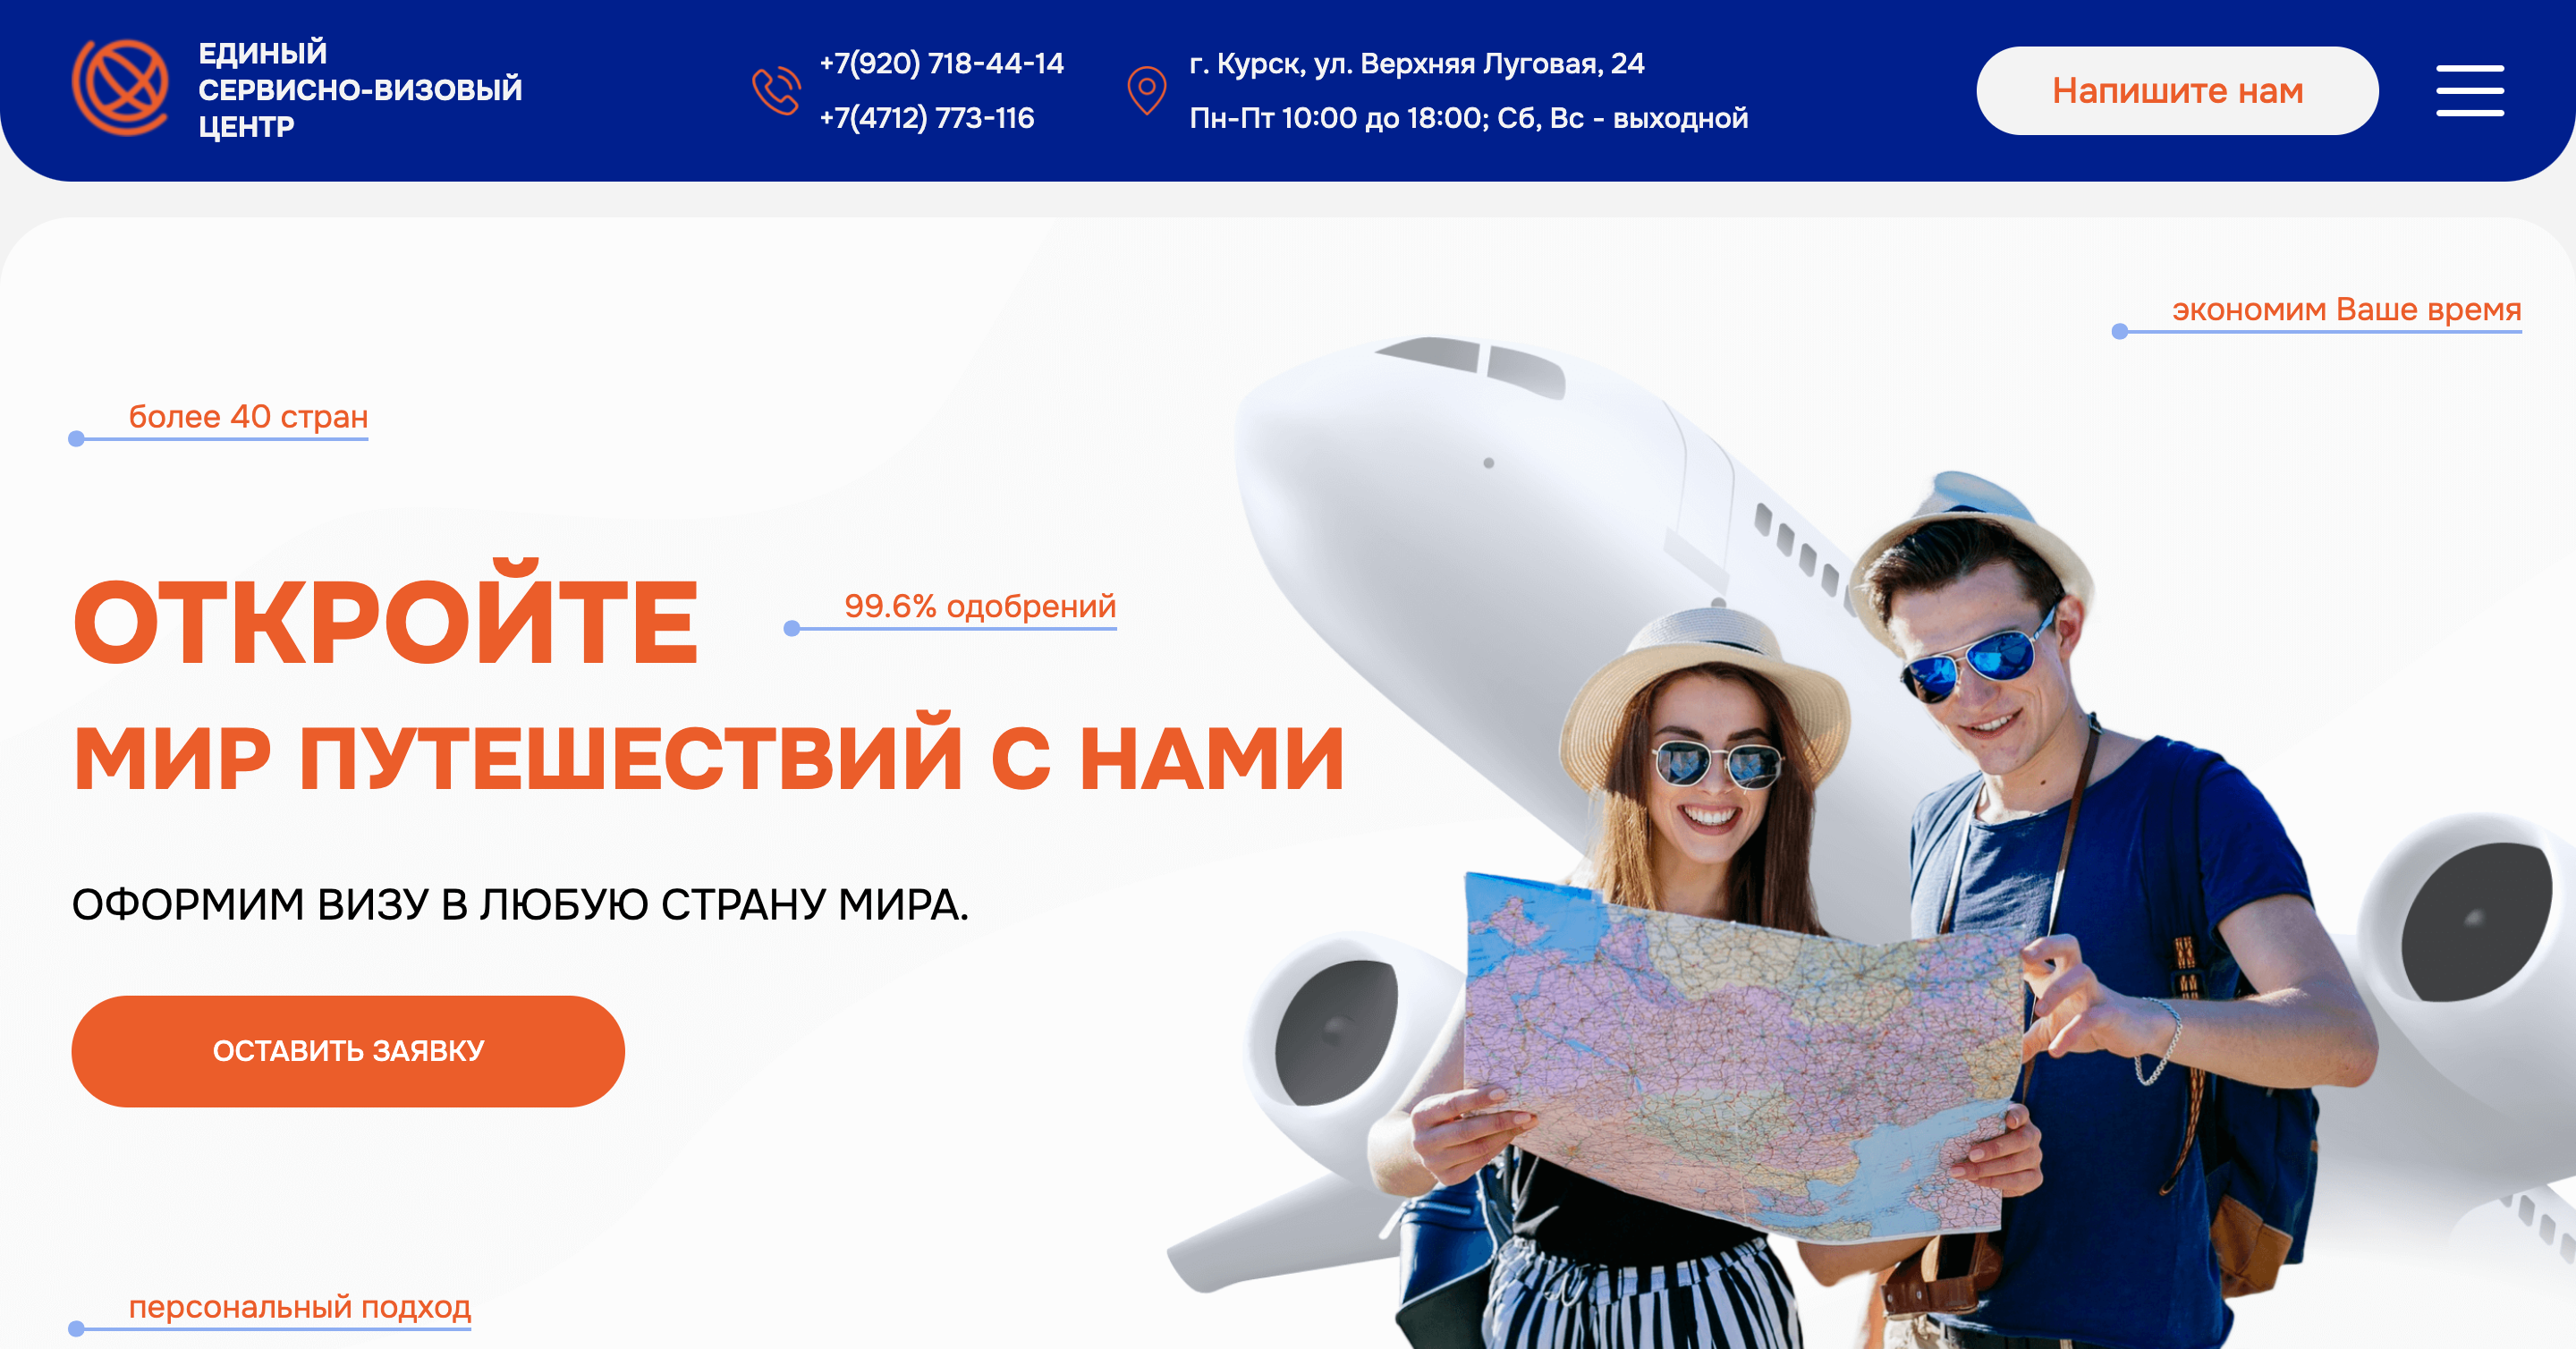 ЕДИНЫЙ
СЕРВИСНО-ВИЗОВЫЙ
ЦЕНТР
+7(920) 718-44-14
+7(4712) 773-116
г. Курск, ул. Верхняя Луговая, 24
Пн-Пт 10:00 до 18:00; Сб, Вс - выходной
Напишите нам
экономим Ваше время
более 40 стран
ОТКРОЙТЕ
99.6% одобрений
МИР ПУТЕШЕСТВИЙ С НАМИ
ОФОРМИМ ВИЗУ В ЛЮБУЮ СТРАНУ МИРА.
ОСТАВИТЬ ЗАЯВКУ
персональный подход